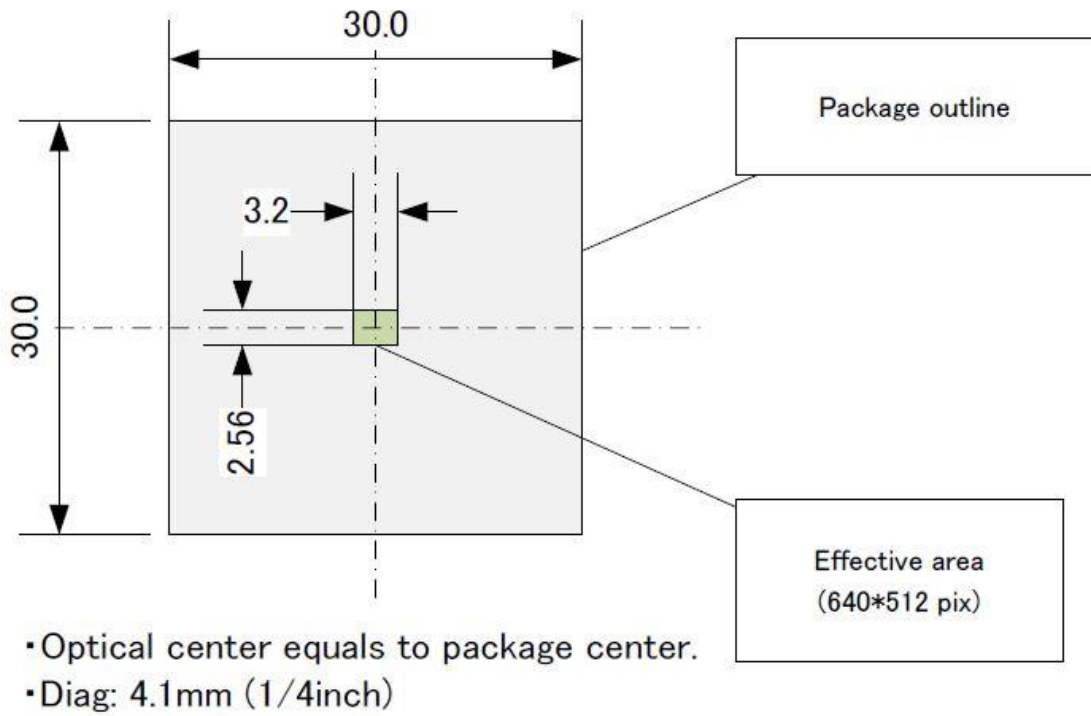 30.0
Package outline
3.2
30.0
2.56
Effective area
(640*512 pix)
・Optical center equals to package center.
・Diag: 4.1mm (1/4inch)